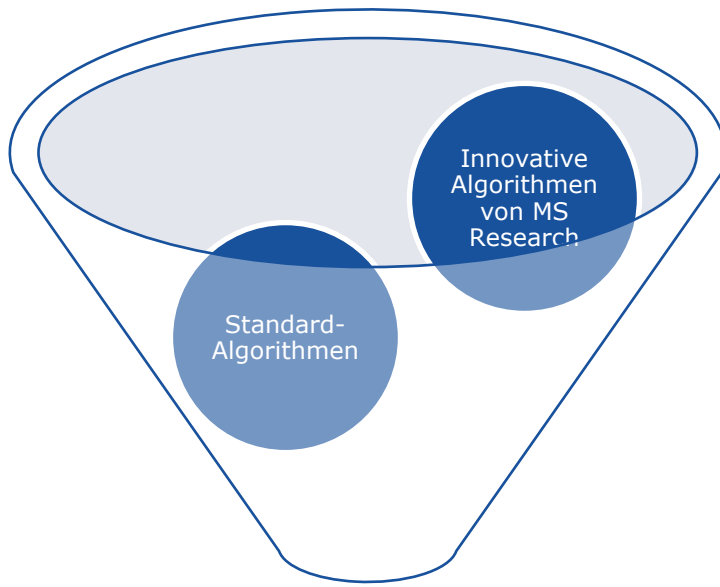 Innovative
Algorithmen
von MS
Research
Standard-
Algorithmen